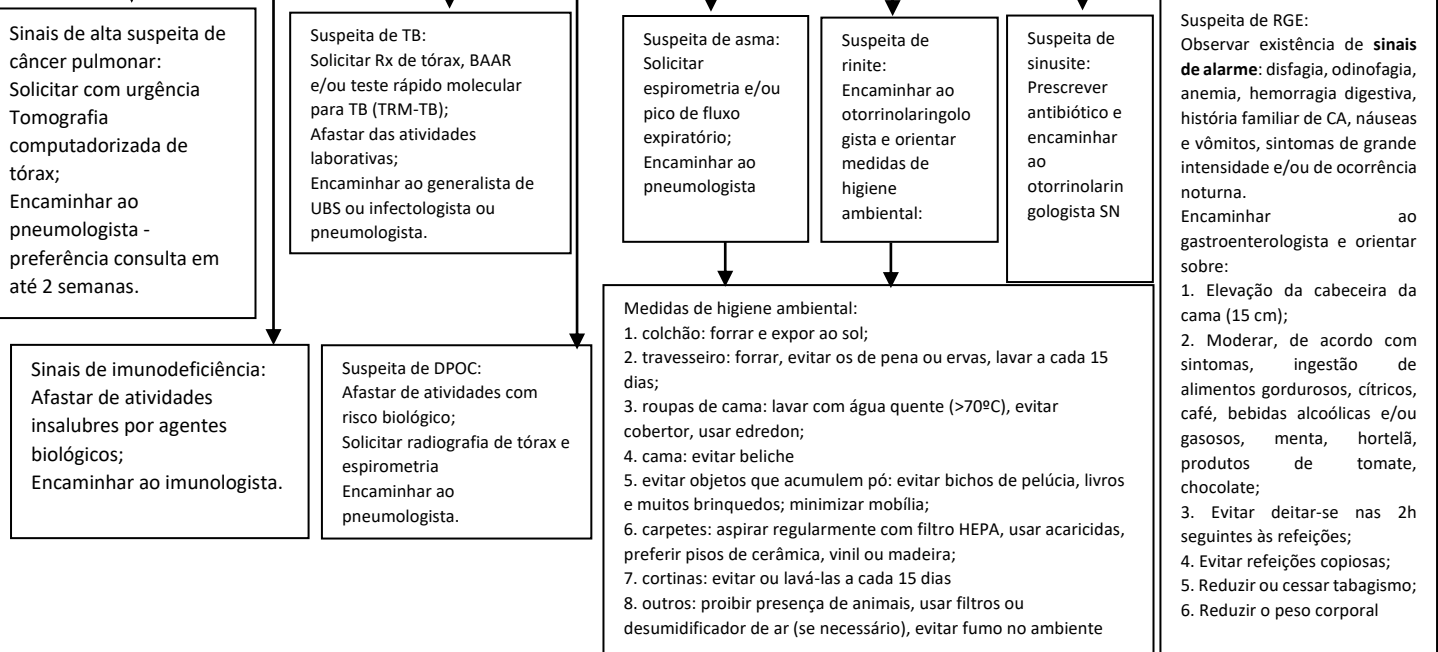 Sinais de alta suspeita de
câncer pulmonar:
Solicitar com urgência
Tomografia
computadorizada de
tórax;
Encaminhar ao
pneumologista -
preferência consulta em
até 2 semanas.
Suspeita de TB:
Solicitar Rx de tórax, BAAR
e/ou teste rápido molecular
para TB (TRM-TB);
Afastar das atividades
laborativas;
Encaminhar ao generalista de
UBS ou infectologista ou
pneumologista.
Suspeita de asma:
Solicitar
espirometria e/ou
pico de fluxo
expiratório;
Encaminhar ao
pneumologista
Suspeita de
rinite:
Encaminhar ao
otorrinolaringolo
gista e orientar
medidas de
higiene
ambiental:
Suspeita de
sinusite:
Prescrever
antibiótico e
encaminhar
ao
otorrinolarin
gologista SN
Suspeita de RGE:
Observar existência de sinais
de alarme: disfagia, odinofagia,
anemia, hemorragia digestiva,
história familiar de CA, náuseas
e vômitos, sintomas de grande
intensidade e/ou de ocorrência
noturna.
Encaminhar ao
gastroenterologista e orientar
sobre:
1. Elevação da cabeceira da
cama (15 cm);
2. Moderar, de acordo com
sintomas, ingestão de
alimentos gordurosos, cítricos,
café, bebidas alcoólicas e/ou
gasosos, menta, hortelã,
produtos de tomate,
chocolate;
3. Evitar deitar-se nas 2h
seguintes às refeições;
4. Evitar refeições copiosas;
5. Reduzir ou cessar tabagismo;
6. Reduzir o peso corporal
Sinais de imunodeficiência:
Afastar de atividades
insalubres por agentes
biológicos;
Encaminhar ao imunologista.
Suspeita de DPOC:
Afastar de atividades com
risco biológico;
Solicitar radiografia de tórax e
espirometria
Encaminhar ao
pneumologista.
Medidas de higiene ambiental:
1. colchão: forrar e expor ao sol;
2. travesseiro: forrar, evitar os de pena ou ervas, lavar a cada 15
dias;
3. roupas de cama: lavar com água quente (>70ºC), evitar
cobertor, usar edredon;
4. cama: evitar beliche
5. evitar objetos que acumulem pó: evitar bichos de pelúcia, livros
e muitos brinquedos; minimizar mobília;
6. carpetes: aspirar regularmente com filtro HEPA, usar acaricidas,
preferir pisos de cerâmica, vinil ou madeira;
7. cortinas: evitar ou lavá-las a cada 15 dias
8. outros: proibir presença de animais, usar filtros ou
desumidificador de ar (se necessário), evitar fumo no ambiente